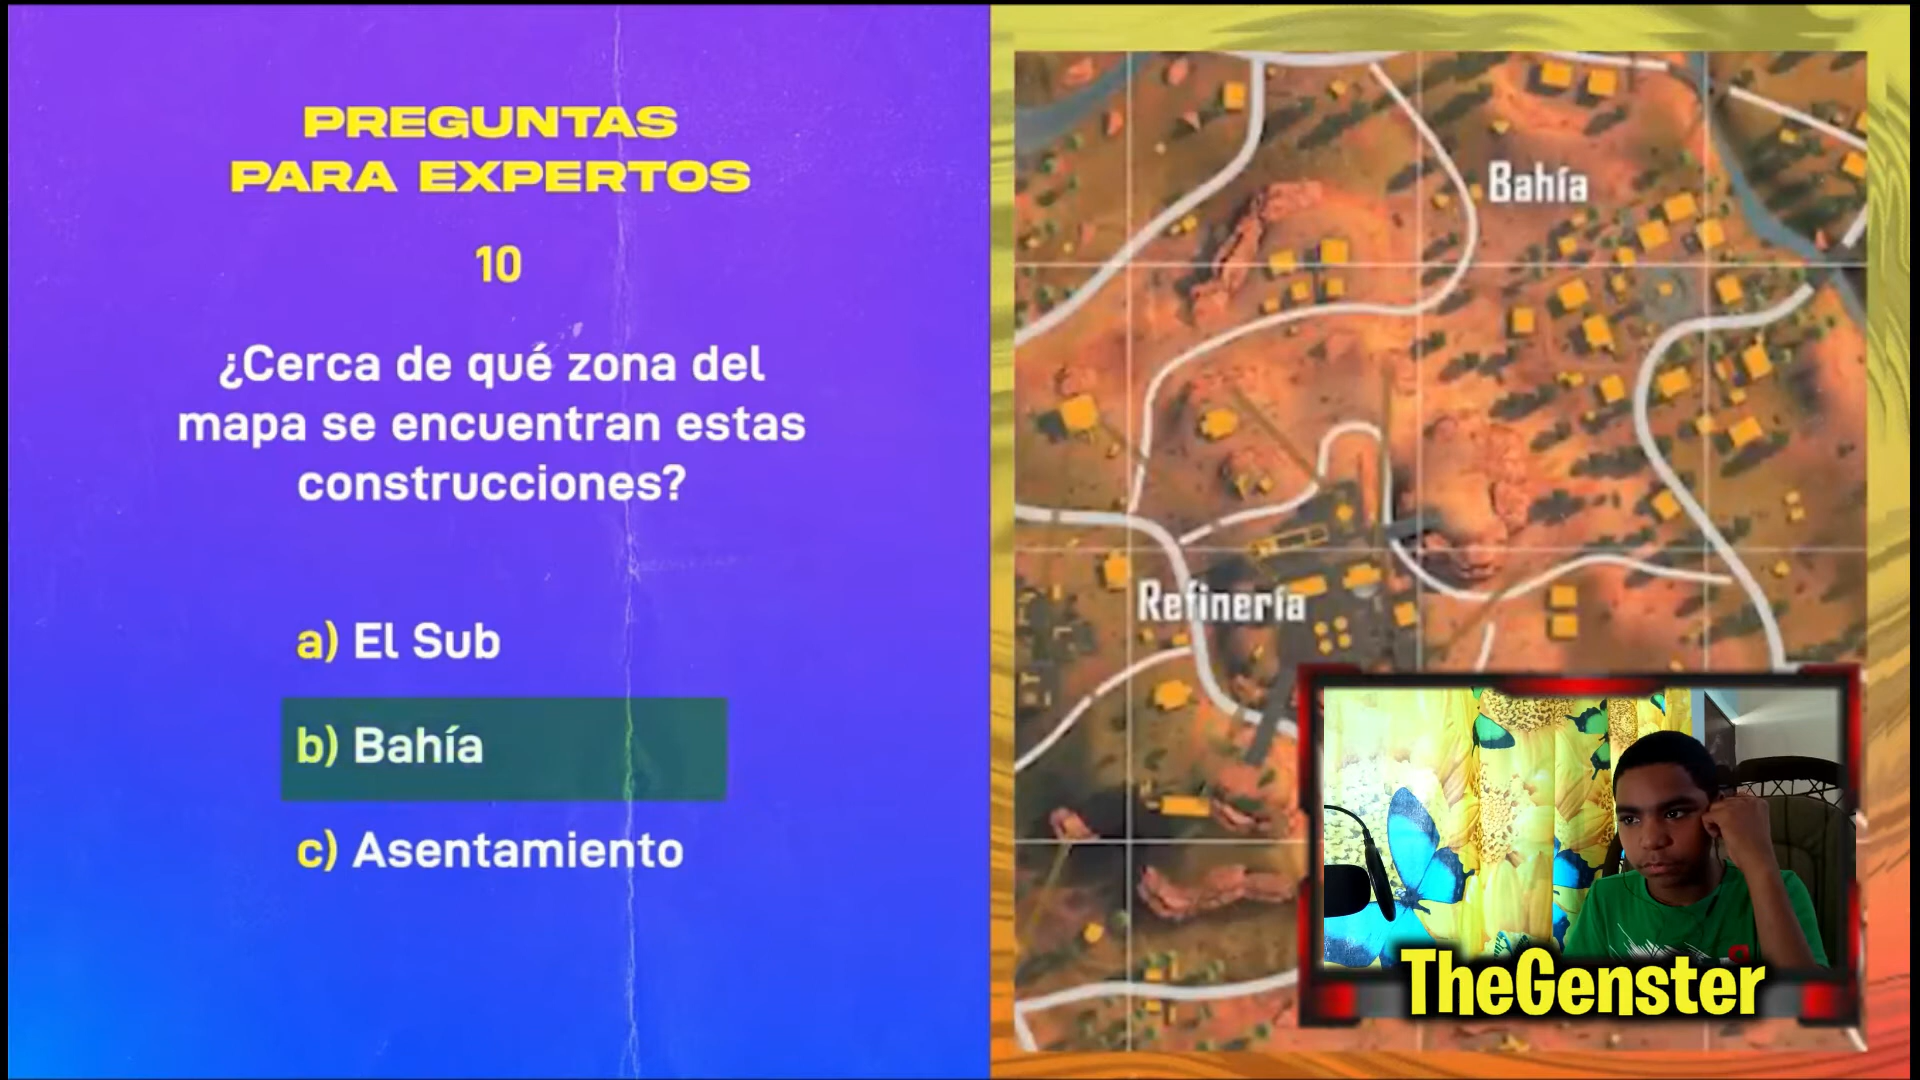 PREGUNTAS
PARA EXPERTOS
10
¿Cerca de qué zona del
mapa se encuentran estas
construcciones?
a) El Sub
b) Bahía
c) Asentamiento
Bahía
Refinería
TheGenster